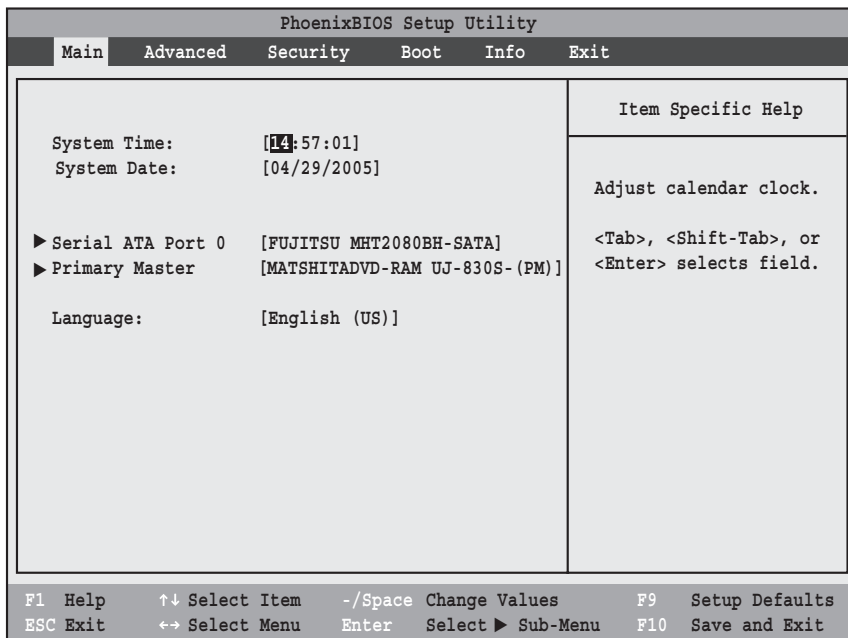 PhoenixBIOS Setup Utility
Main Advanced Security Boot Info Exit
Item Specific Help
System Time: [14:57:01]
System Date: [04/29/2005]
Adjust calendar clock.
<Tab>, <Shift-Tab>, or
<Enter> selects field.
▶ Serial ATA Port 0 [FUJITSU MHT2080BH-SATA]
▶ Primary Master [MATSHITADVD-RAM UJ-830S-(PM)]
Language: [English (US)]
F1 Help ↑↓ Select Item -/Space Change Values F9 Setup Defaults
ESC Exit ←→ Select Menu Enter Select ▶ Sub-Menu F10 Save and Exit